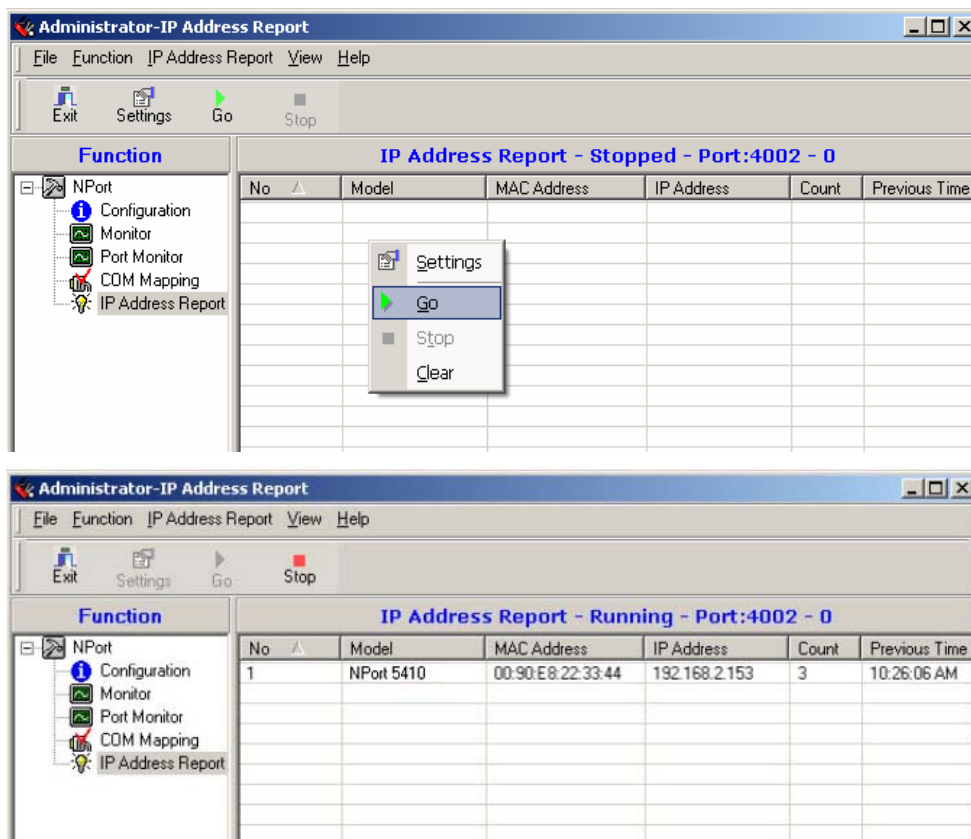 Administrator-IP Address Report
File Function IP Address Report View Help
Exit Settings Go Stop
Function
IP Address Report - Stopped - Port:4002 - 0
NPort
Configuration
Monitor
Port Monitor
COM Mapping
IP Address Report
No Model MAC Address IP Address Count Previous Time
Settings
Go
Stop
Clear
Administrator-IP Address Report
File Function IP Address Report View Help
Exit Settings Go Stop
Function
IP Address Report - Running - Port:4002 - 0
NPort
Configuration
Monitor
Port Monitor
COM Mapping
IP Address Report
No Model MAC Address IP Address Count Previous Time
1 NPort 5410 00:90:E8:22:33:44 192.168.2.153 3 10:26:06 AM